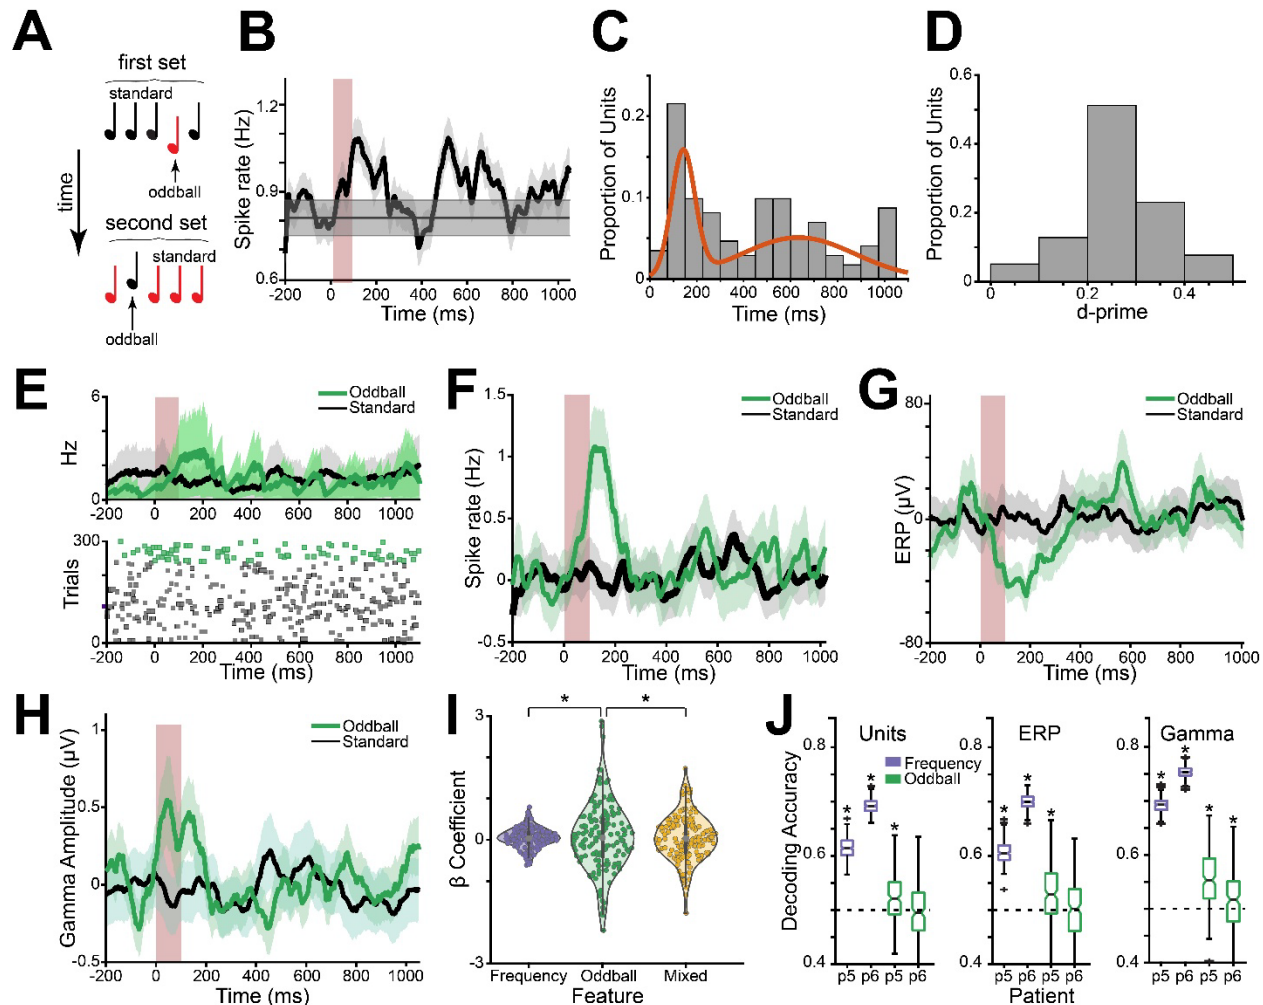 A
first set
standard
oddball
time
second set
standard
oddball
B
Spike rate (Hz)
1.2
0.9
0.6
-200 0 200 400 600 800 1000
Time (ms)
C
Proportion of Units
0.2
0.1
0
0 200 400 600 800 1000
Time (ms)
D
Proportion of Units
0.6
0.4
0.2
0
0 0.2 0.4
d-prime
E
Oddball
Standard
Hz
6
0
-200 0 200 400 600 800 1000
Trials
300
0
-200 0 200 400 600 800 1000
Time (ms)
F
Oddball
Standard
Spike rate (Hz)
1.5
1
0.5
0
-0.5
-200 0 200 400 600 800 1000
Time (ms)
G
Oddball
Standard
ERP (µV)
80
0
-80
-200 0 200 400 600 800 1000
Time (ms)
H
Oddball
Standard
Gamma Amplitude (µV)
1
0.5
0
-0.5
-200 0 200 400 600 800 1000
Time (ms)
I
* *
β Coefficient
3
0
-3
Frequency Oddball Mixed
Feature
J
Units ERP Gamma
Frequency
Oddball
Decoding Accuracy
0.8
0.6
0.4
* * *
p5 p6 p5 p6
0.8
0.6
0.4
* * *
p5 p6 p5 p6
0.8
0.6
0.4
* * * *
p5 p6 p5 p6
Patient